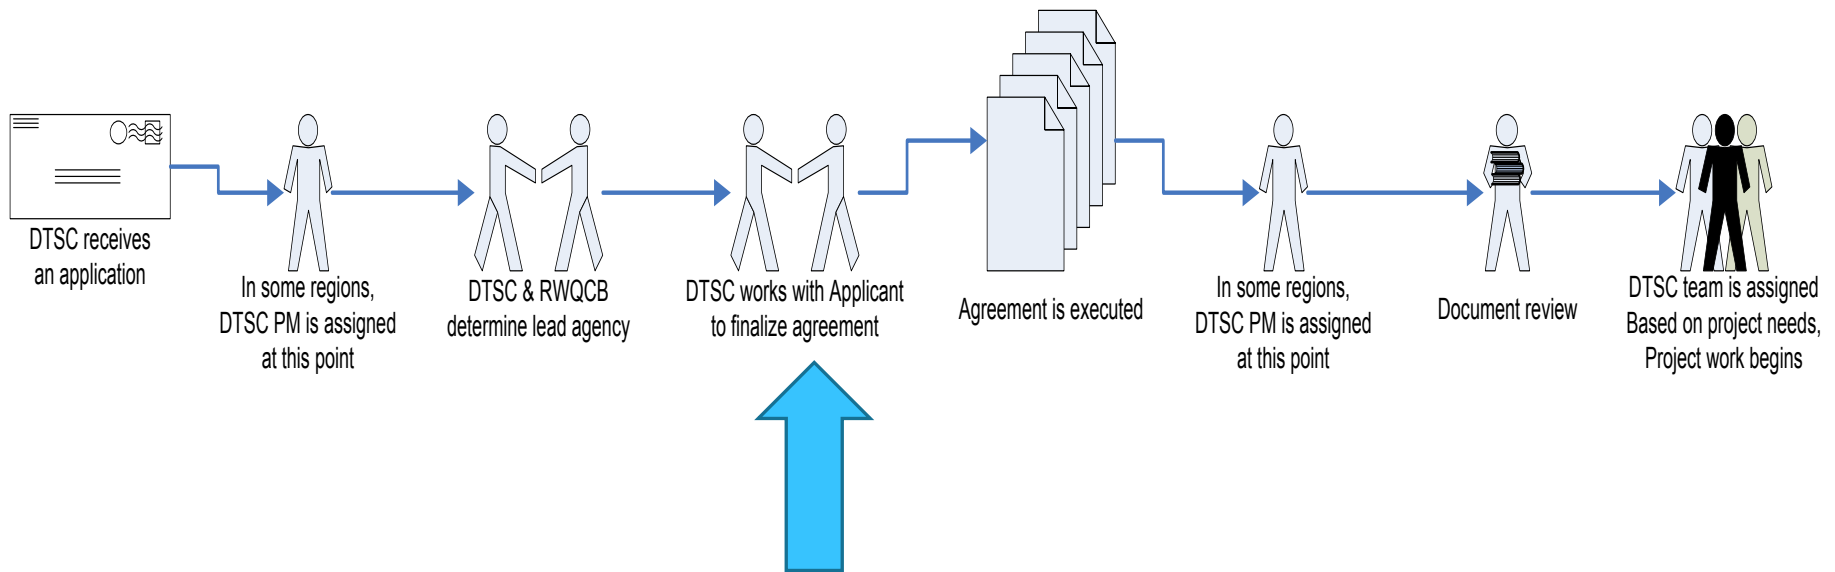 DTSC receives
an application
In some regions,
DTSC PM is assigned
at this point
DTSC & RWQCB
determine lead agency
DTSC works with Applicant
to finalize agreement
Agreement is executed
In some regions,
DTSC PM is assigned
at this point
Document review
DTSC team is assigned
Based on project needs,
Project work begins